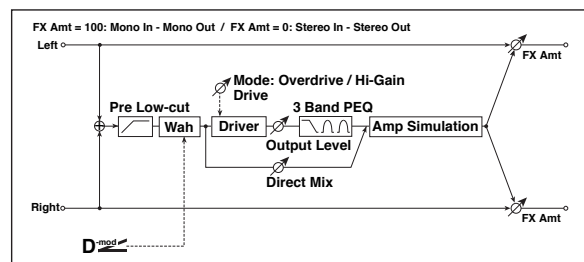 FX Amt = 100: Mono In - Mono Out / FX Amt = 0: Stereo In - Stereo Out
Left
FX Amt
Mode: Overdrive / Hi-Gain
Drive
Pre Low-cut
3 Band PEQ
Wah
Driver
Amp Simulation
Output Level
Direct Mix
Right
FX Amt
D-mod